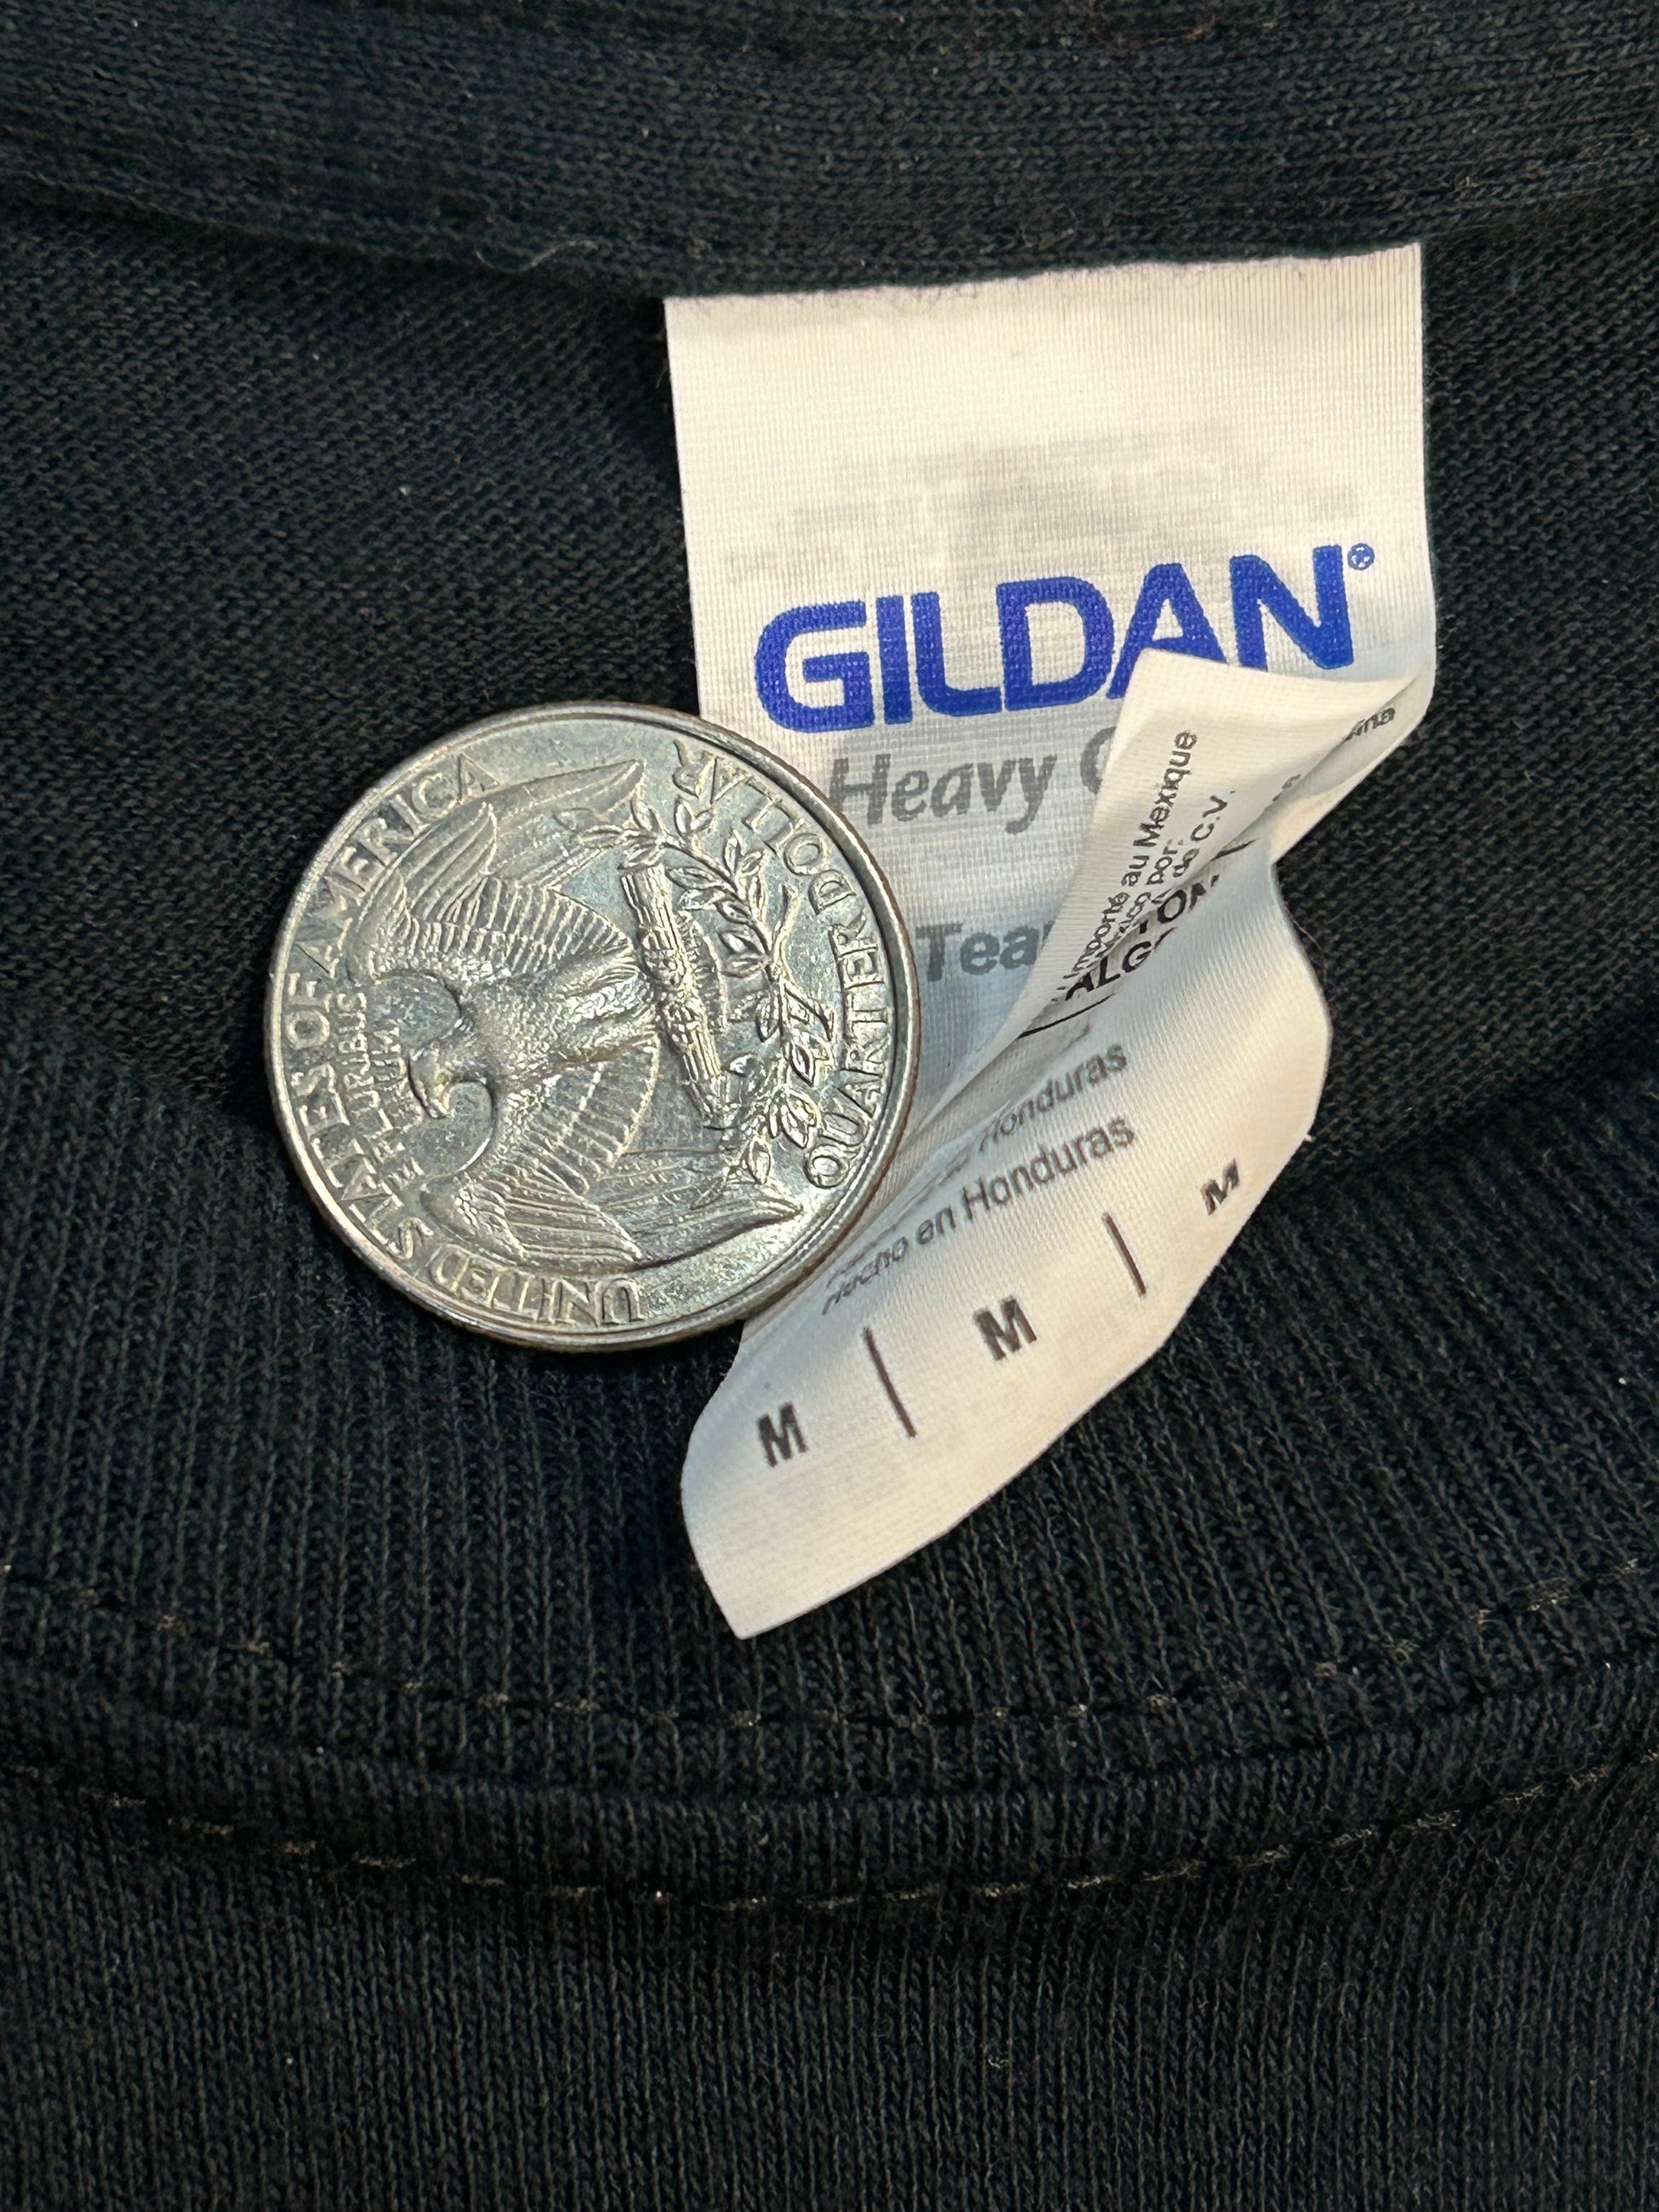 GILDAN®
Heavy
Tea
Importé au Mexique
por:
de C.V.
Honduras
Hecho en Honduras
M | M | M
UNITED STATES OF AMERICA
E PLURIBUS
UNUM
QUARTER DOLLAR